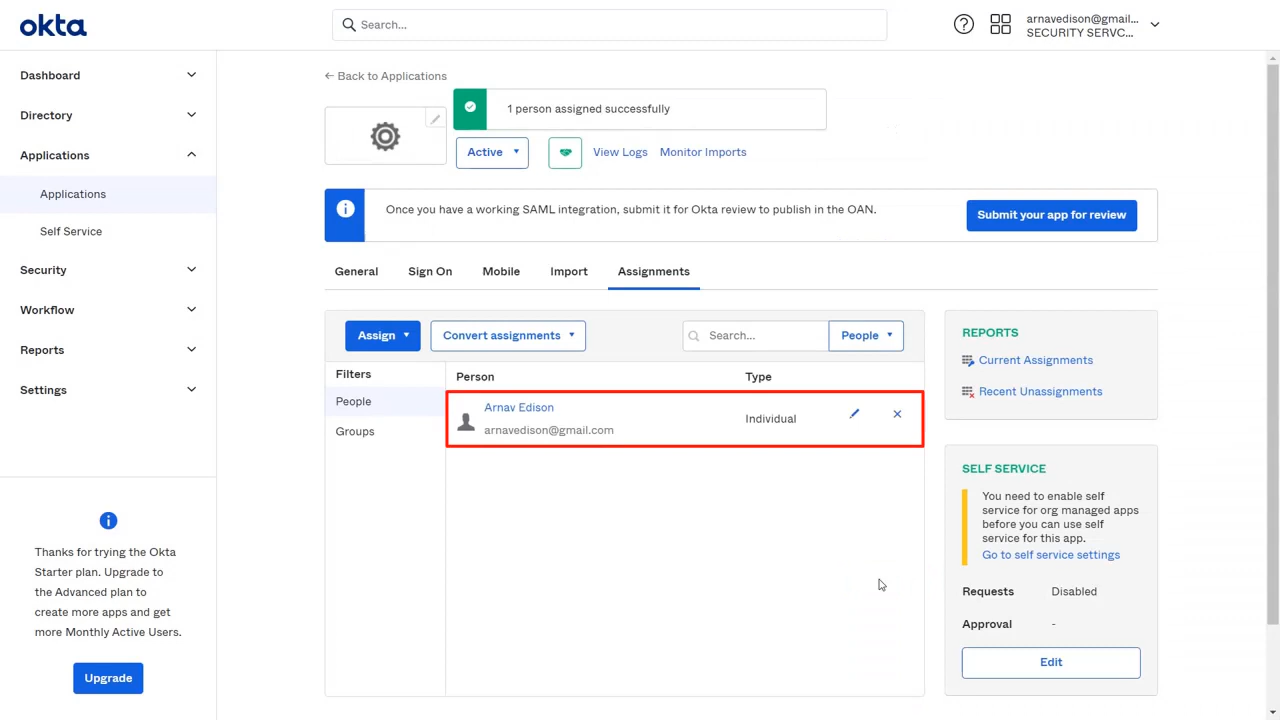 okta
Search...
arnavedison@gmail...
SECURITY SERVC...
Dashboard
Directory
Applications
Applications
Self Service
Security
Workflow
Reports
Settings
Thanks for trying the Okta
Starter plan. Upgrade to
the Advanced plan to
create more apps and get
more Monthly Active Users.
Upgrade
← Back to Applications
1 person assigned successfully
Active
View Logs
Monitor Imports
Once you have a working SAML integration, submit it for Okta review to publish in the OAN.
Submit your app for review
General
Sign On
Mobile
Import
Assignments
Assign
Convert assignments
Search...
People
Filters
People
Groups
Person
Type
Arnav Edison
arnavedison@gmail.com
Individual
REPORTS
Current Assignments
Recent Unassignments
SELF SERVICE
You need to enable self
service for org managed apps
before you can use self
service for this app.
Go to self service settings
Requests
Disabled
Approval
-
Edit